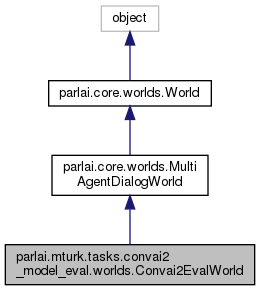 object
parlai.core.worlds.World
parlai.core.worlds.Multi
AgentDialogWorld
parlai.mturk.tasks.convai2
_model_eval.worlds.Convai2EvalWorld